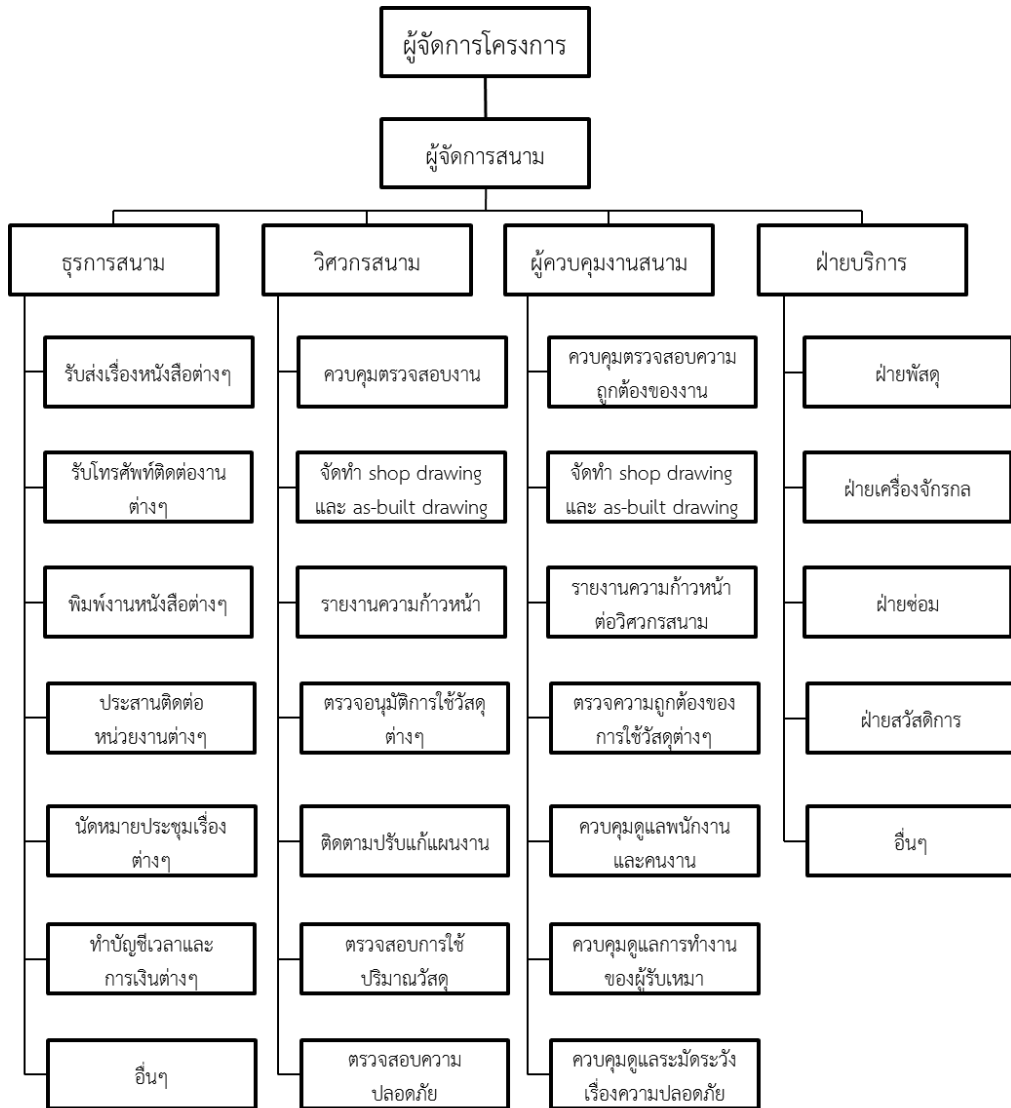 ผู้จัดการโครงการ
ผู้จัดการสนาม
ธุรการสนาม
รับส่งเรื่องหนังสือต่างๆ
รับโทรศัพท์ติดต่องาน
ต่างๆ
พิมพ์งานหนังสือต่างๆ
ประสานติดต่อ
หน่วยงานต่างๆ
นัดหมายประชุมเรื่อง
ต่างๆ
ทำบัญชีเวลาและ
การเงินต่างๆ
อื่นๆ
วิศวกรสนาม
ควบคุมตรวจสอบงาน
จัดทำ shop drawing
และ as-built drawing
รายงานความก้าวหน้า
ตรวจอนุมัติการใช้วัสดุ
ต่างๆ
ติดตามปรับแก้แผนงาน
ตรวจสอบการใช้
ปริมาณวัสดุ
ตรวจสอบความ
ปลอดภัย
ผู้ควบคุมงานสนาม
ควบคุมตรวจสอบความ
ถูกต้องของงาน
จัดทำ shop drawing
และ as-built drawing
รายงานความก้าวหน้า
ต่อวิศวกรสนาม
ตรวจความถูกต้องของ
การใช้วัสดุต่างๆ
ควบคุมดูแลพนักงาน
และคนงาน
ควบคุมดูแลการทำงาน
ของผู้รับเหมา
ควบคุมดูแลระมัดระวัง
เรื่องความปลอดภัย
ฝ่ายบริการ
ฝ่ายพัสดุ
ฝ่ายเครื่องจักรกล
ฝ่ายซ่อม
ฝ่ายสวัสดิการ
อื่นๆ